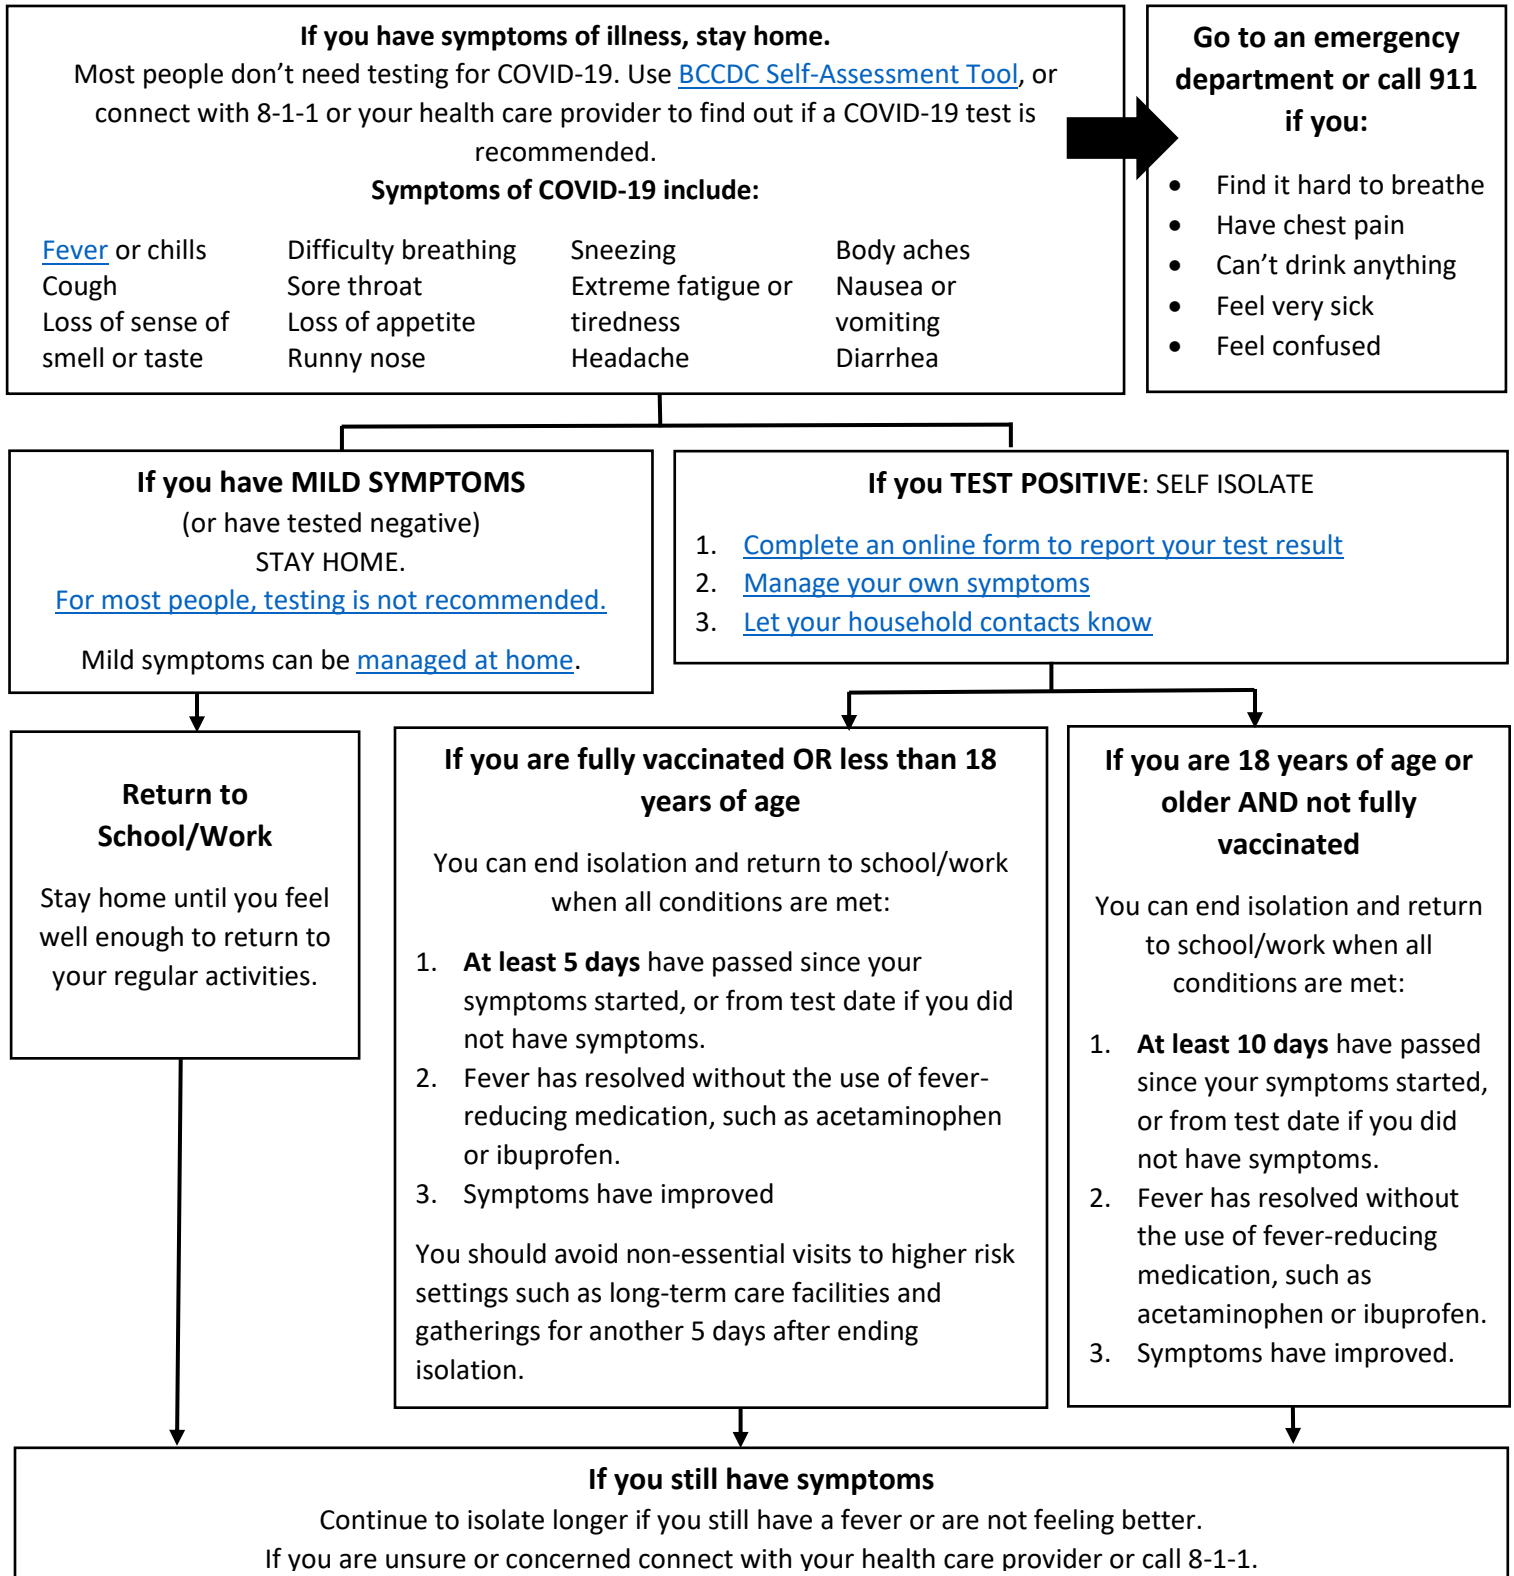 If you have symptoms of illness, stay home.
Most people don't need testing for COVID-19. Use BCCDC Self-Assessment Tool, or
connect with 8-1-1 or your health care provider to find out if a COVID-19 test is
recommended.
Symptoms of COVID-19 include:
Fever or chills
Cough
Loss of sense of
smell or taste
Difficulty breathing
Sore throat
Loss of appetite
Runny nose
Sneezing
Extreme fatigue or
tiredness
Headache
Body aches
Nausea or
vomiting
Diarrhea
Go to an emergency
department or call 911
if you:
• Find it hard to breathe
• Have chest pain
• Can't drink anything
• Feel very sick
• Feel confused
If you have MILD SYMPTOMS
(or have tested negative)
STAY HOME.
For most people, testing is not recommended.
Mild symptoms can be managed at home.
If you TEST POSITIVE: SELF ISOLATE
1. Complete an online form to report your test result
2. Manage your own symptoms
3. Let your household contacts know
Return to
School/Work
Stay home until you feel
well enough to return to
your regular activities.
If you are fully vaccinated OR less than 18
years of age
You can end isolation and return to school/work
when all conditions are met:
1. At least 5 days have passed since your
symptoms started, or from test date if you did
not have symptoms.
2. Fever has resolved without the use of fever-
reducing medication, such as acetaminophen
or ibuprofen.
3. Symptoms have improved
You should avoid non-essential visits to higher risk
settings such as long-term care facilities and
gatherings for another 5 days after ending
isolation.
If you are 18 years of age or
older AND not fully
vaccinated
You can end isolation and return
to school/work when all
conditions are met:
1. At least 10 days have passed
since your symptoms started,
or from test date if you did
not have symptoms.
2. Fever has resolved without
the use of fever-reducing
medication, such as
acetaminophen or ibuprofen.
3. Symptoms have improved.
If you still have symptoms
Continue to isolate longer if you still have a fever or are not feeling better.
If you are unsure or concerned connect with your health care provider or call 8-1-1.